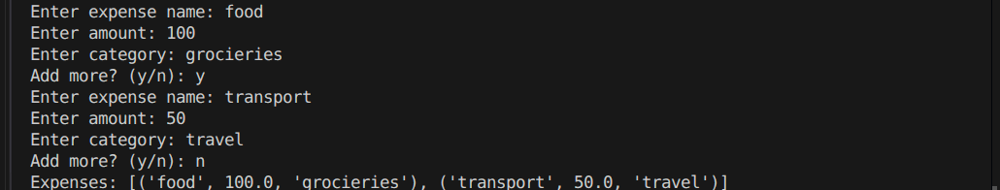 Enter expense name: food
Enter amount: 100
Enter category: grocieries
Add more? (y/n): y
Enter expense name: transport
Enter amount: 50
Enter category: travel
Add more? (y/n): n
Expenses: [('food', 100.0, 'grocieries'), ('transport', 50.0, 'travel')]